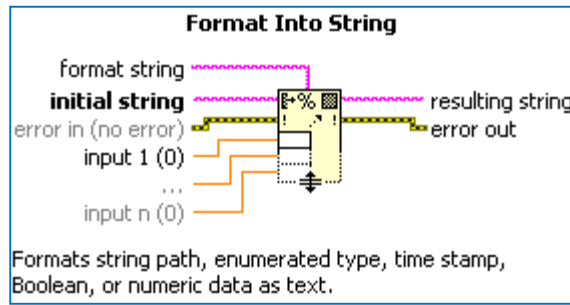 Format Into String
format string
initial string
resulting string
error in (no error)
error out
input 1 (0)
...
input n (0)
%
! !
Formats string path, enumerated type, time stamp,
Boolean, or numeric data as text.